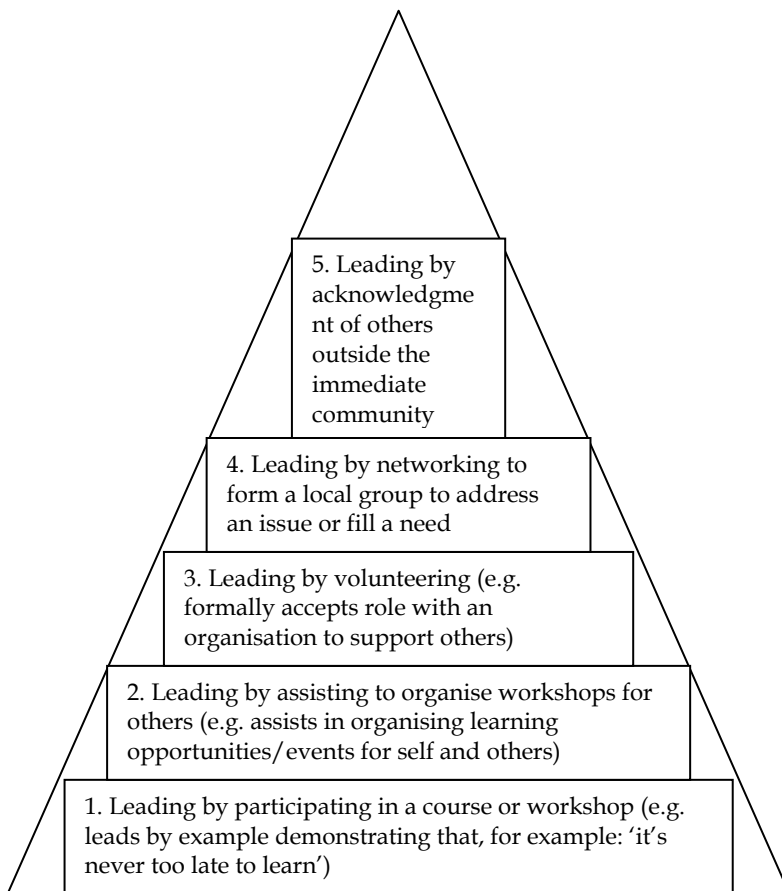 5. Leading by
acknowledgme
nt of others
outside the
immediate
community
4. Leading by networking to
form a local group to address
an issue or fill a need
3. Leading by volunteering (e.g.
formally accepts role with an
organisation to support others)
2. Leading by assisting to organise workshops for
others (e.g. assists in organising learning
opportunities/events for self and others)
1. Leading by participating in a course or workshop (e.g.
leads by example demonstrating that, for example: ‘it’s
never too late to learn’)